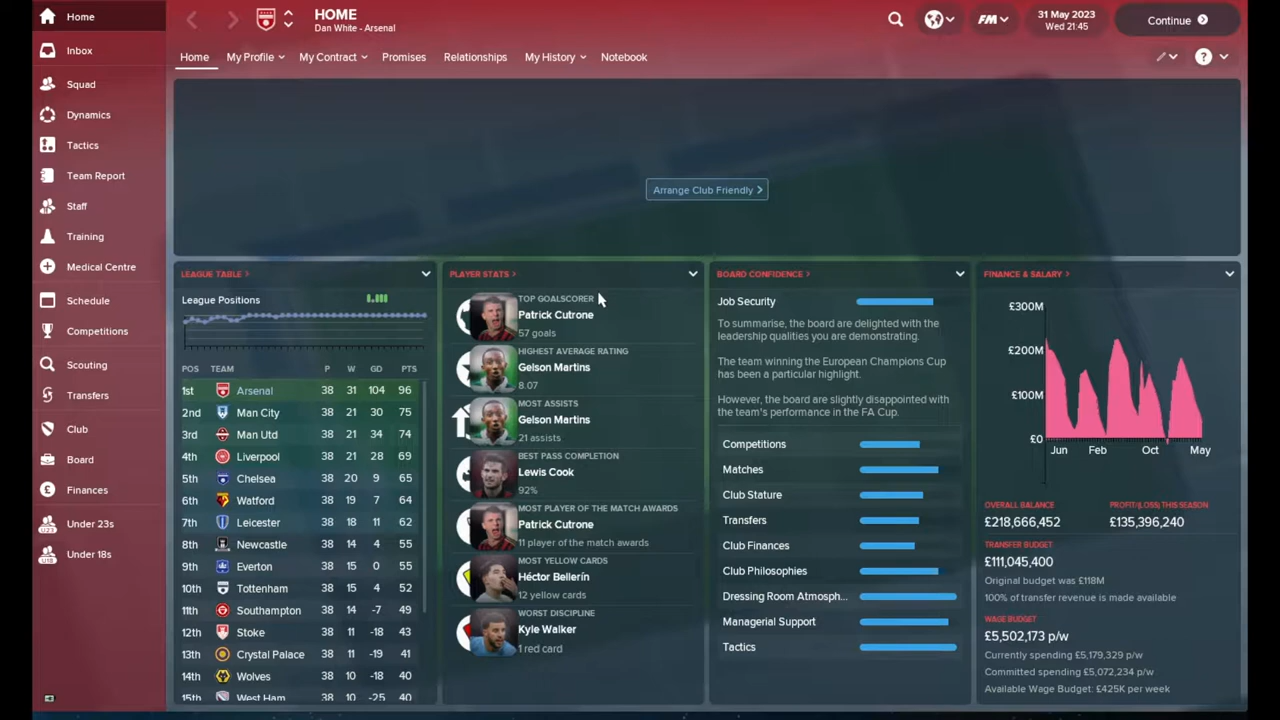 Home
Inbox
Squad
Dynamics
Tactics
Team Report
Staff
Training
Medical Centre
Schedule
Competitions
Scouting
Transfers
Club
Board
Finances
Under 23s
Under 18s
HOME
Dan White - Arsenal
FM
31 May 2023
Wed 21:45
Continue
Home My Profile My Contract Promises Relationships My History Notebook
?
Arrange Club Friendly >
LEAGUE TABLE >
League Positions
POS TEAM P W GD PTS
1st Arsenal 38 31 104 96
2nd Man City 38 21 30 75
3rd Man Utd 38 21 34 74
4th Liverpool 38 21 28 69
5th Chelsea 38 20 9 65
6th Watford 38 19 7 64
7th Leicester 38 18 11 62
8th Newcastle 38 14 4 55
9th Everton 38 15 0 55
10th Tottenham 38 15 4 52
11th Southampton 38 14 -7 49
12th Stoke 38 11 -18 43
13th Crystal Palace 38 11 -19 41
14th Wolves 38 10 -18 40
15th West Ham 38 10 -25 40
PLAYER STATS >
TOP GOALSCORER
Patrick Cutrone
57 goals
HIGHEST AVERAGE RATING
Gelson Martins
8.07
MOST ASSISTS
Gelson Martins
21 assists
BEST PASS COMPLETION
Lewis Cook
92%
MOST PLAYER OF THE MATCH AWARDS
Patrick Cutrone
11 player of the match awards
MOST YELLOW CARDS
Héctor Bellerín
12 yellow cards
WORST DISCIPLINE
Kyle Walker
1 red card
BOARD CONFIDENCE >
Job Security
To summarise, the board are delighted with the
leadership qualities you are demonstrating.
The team winning the European Champions Cup
has been a particular highlight.
However, the board are slightly disappointed with
the team's performance in the FA Cup.
Competitions
Matches
Club Stature
Transfers
Club Finances
Club Philosophies
Dressing Room Atmosph...
Managerial Support
Tactics
FINANCE & SALARY >
£300M
£200M
£100M
£0
Jun Feb Oct May
OVERALL BALANCE PROFIT/(LOSS) THIS SEASON
£218,666,452 £135,396,240
TRANSFER BUDGET
£111,045,400
Original budget was £118M
100% of transfer revenue is made available
WAGE BUDGET
£5,502,173 p/w
Currently spending £5,179,329 p/w
Committed spending £5,072,234 p/w
Available Wage Budget: £425K per week